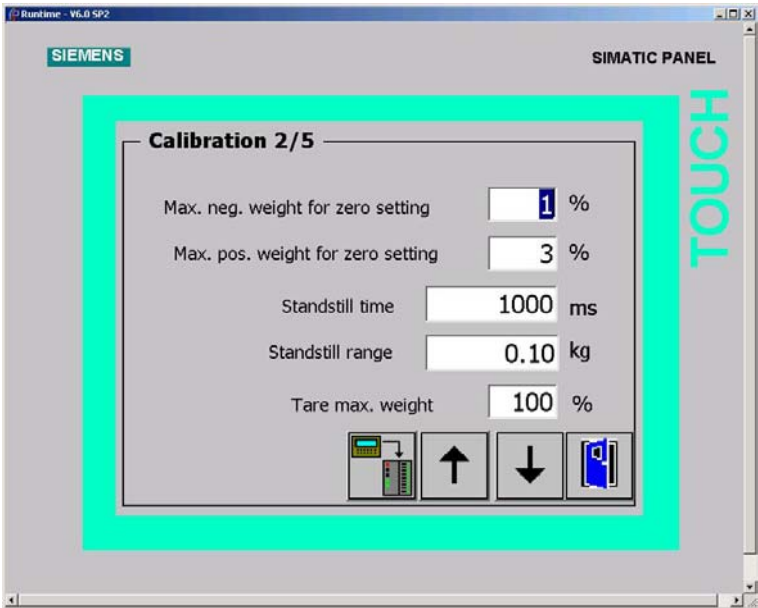 Runtime - V6.0 SP2
SIEMENS
SIMATIC PANEL
TOUCH
Calibration 2/5
Max. neg. weight for zero setting 1 %
Max. pos. weight for zero setting 3 %
Standstill time 1000 ms
Standstill range 0.10 kg
Tare max. weight 100 %